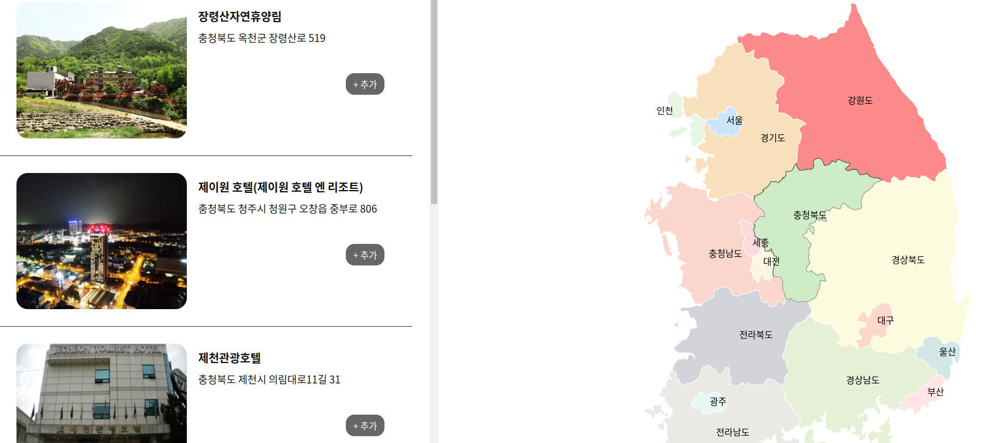 장령산자연휴양림
충청북도 옥천군 장령산로 519
+ 추가
제이원 호텔(제이원 호텔 엔 리조트)
충청북도 청주시 청원구 오창읍 중부로 806
+ 추가
JECHEON TOURIST HOTEL
제천관광호텔
제천관광호텔
충청북도 제천시 의림대로11길 31
+ 추가
강원도
인천
서울
경기도
충청북도
세종
충청남도
대전
경상북도
대구
전라북도
울산
경상남도
부산
광주
전라남도